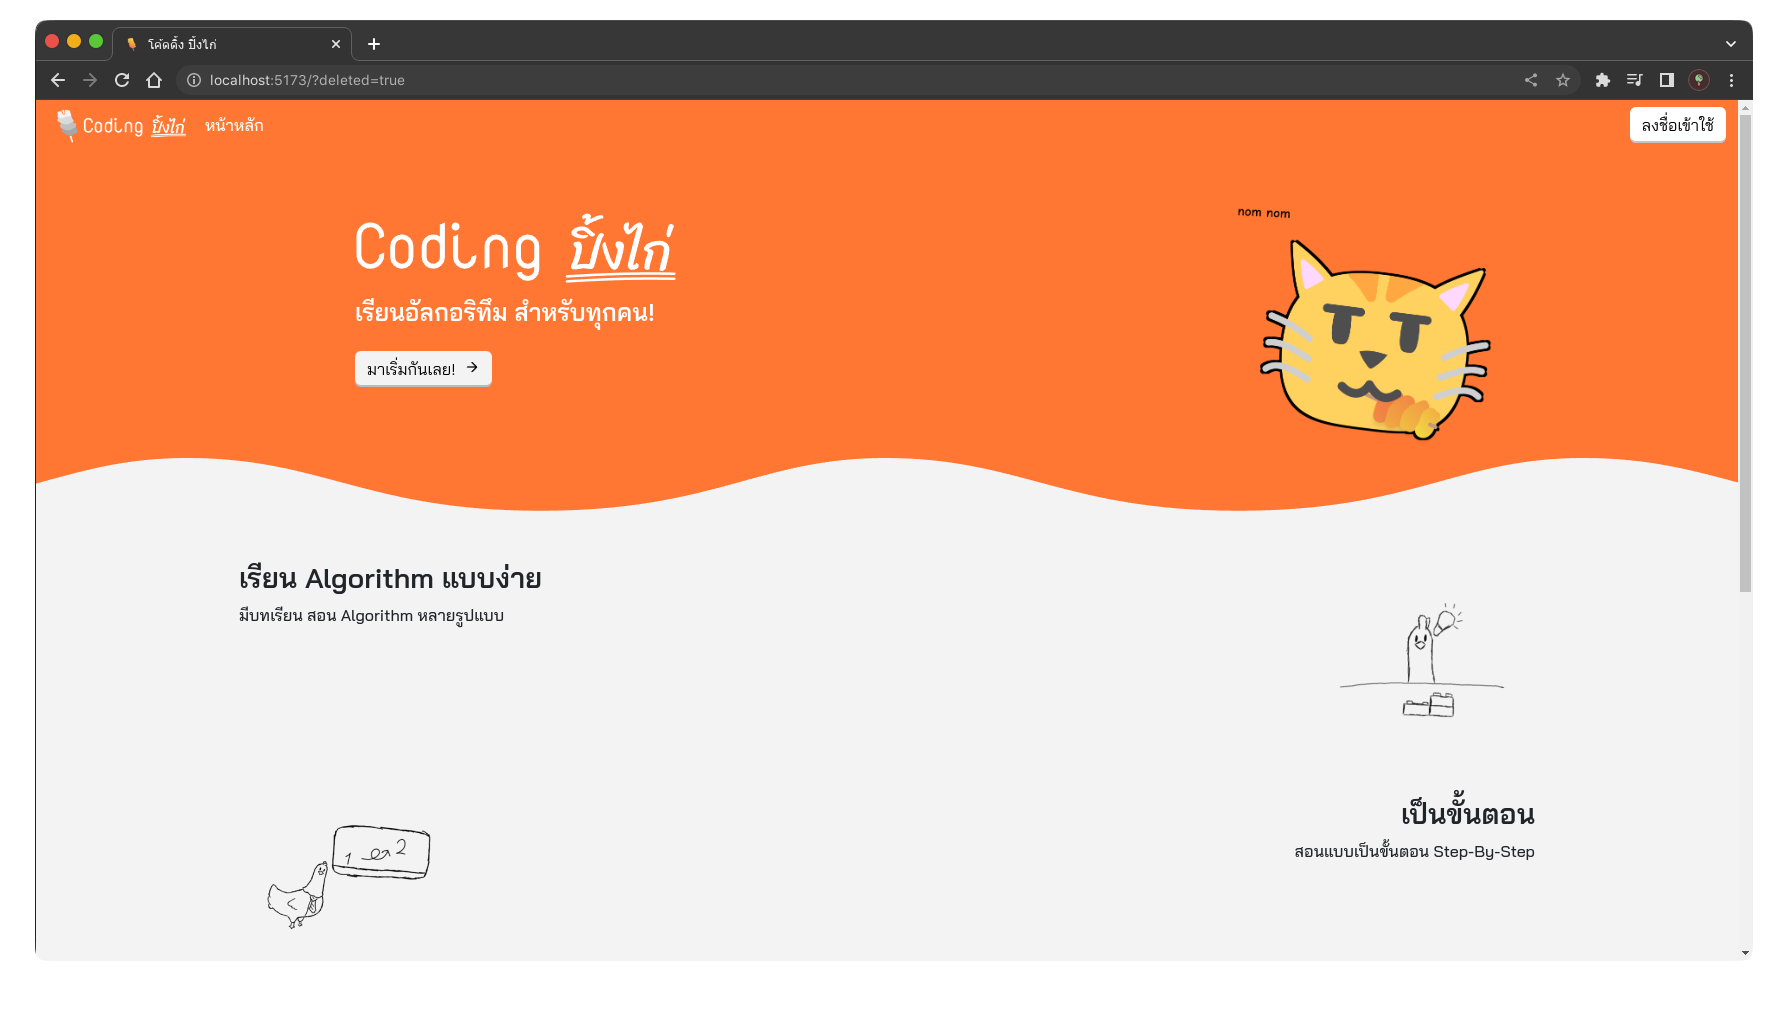 โค้ดดิ้ง ปิ้งไก่
localhost:5173/?deleted=true
Coding ปิ้งไก่ หน้าหลัก ลงชื่อเข้าใช้
nom nom
Coding ปิ้งไก่
เรียนอัลกอริทึม สำหรับทุกคน!
มาเริ่มกันเลย!
เรียน Algorithm แบบง่าย
มีบทเรียน สอน Algorithm หลายรูปแบบ
เป็นขั้นตอน
สอนแบบเป็นขั้นตอน Step-By-Step
1 2